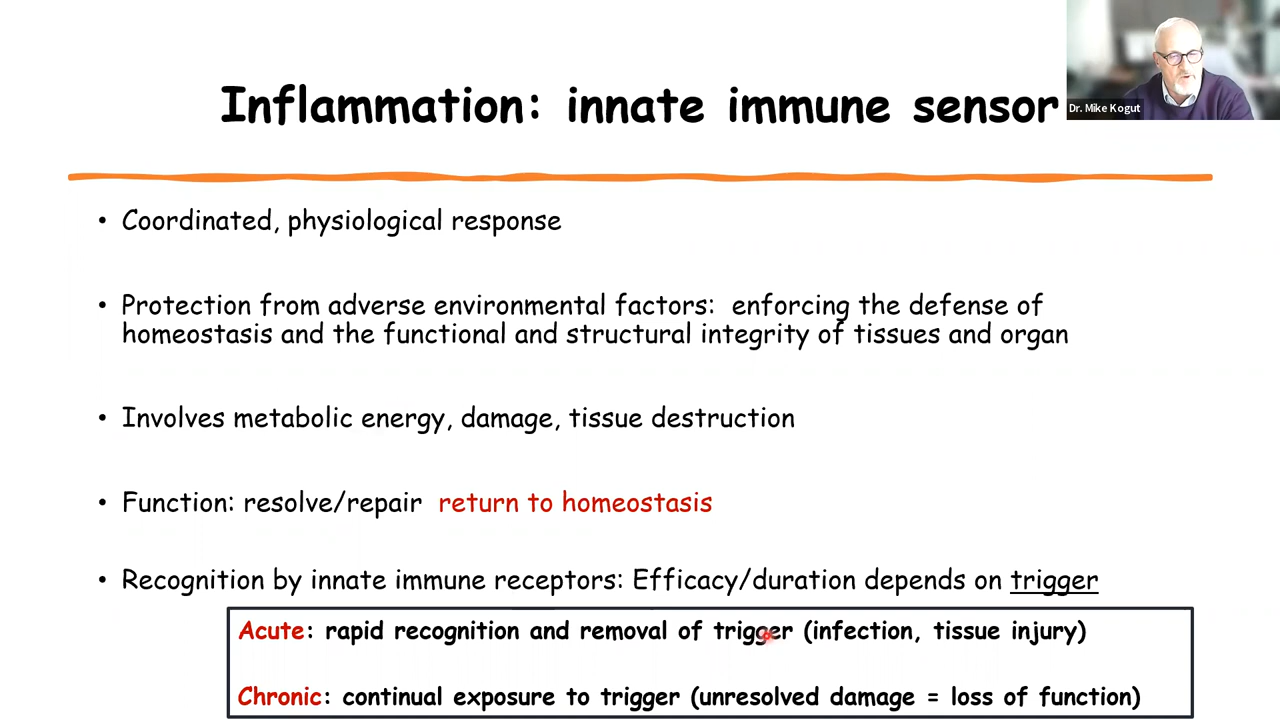 Inflammation: innate immune sensor
Dr. Mike Kogut
• Coordinated, physiological response
• Protection from adverse environmental factors:  enforcing the defense of
homeostasis and the functional and structural integrity of tissues and organ
• Involves metabolic energy, damage, tissue destruction
• Function: resolve/repair  return to homeostasis
• Recognition by innate immune receptors: Efficacy/duration depends on trigger
Acute: rapid recognition and removal of trigger (infection, tissue injury)
Chronic: continual exposure to trigger (unresolved damage = loss of function)